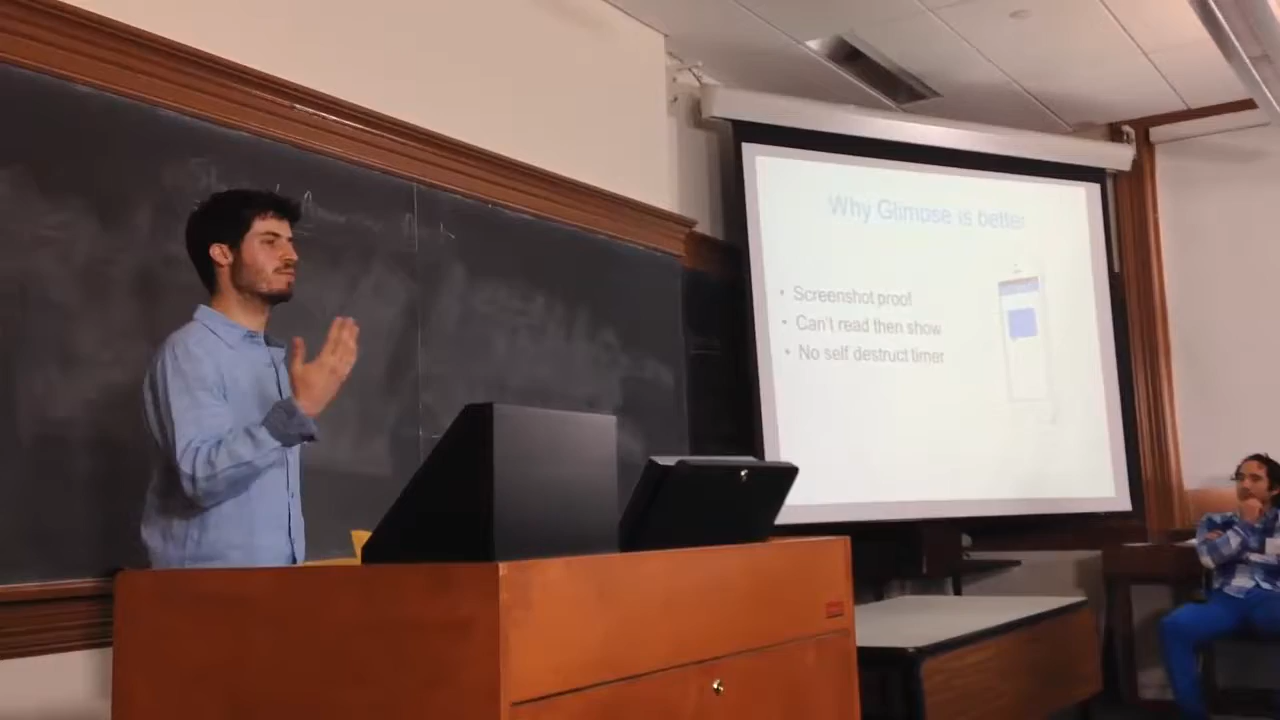 Why Glimpse is better
• Screenshot proof
• Can't read then show
• No self destruct timer